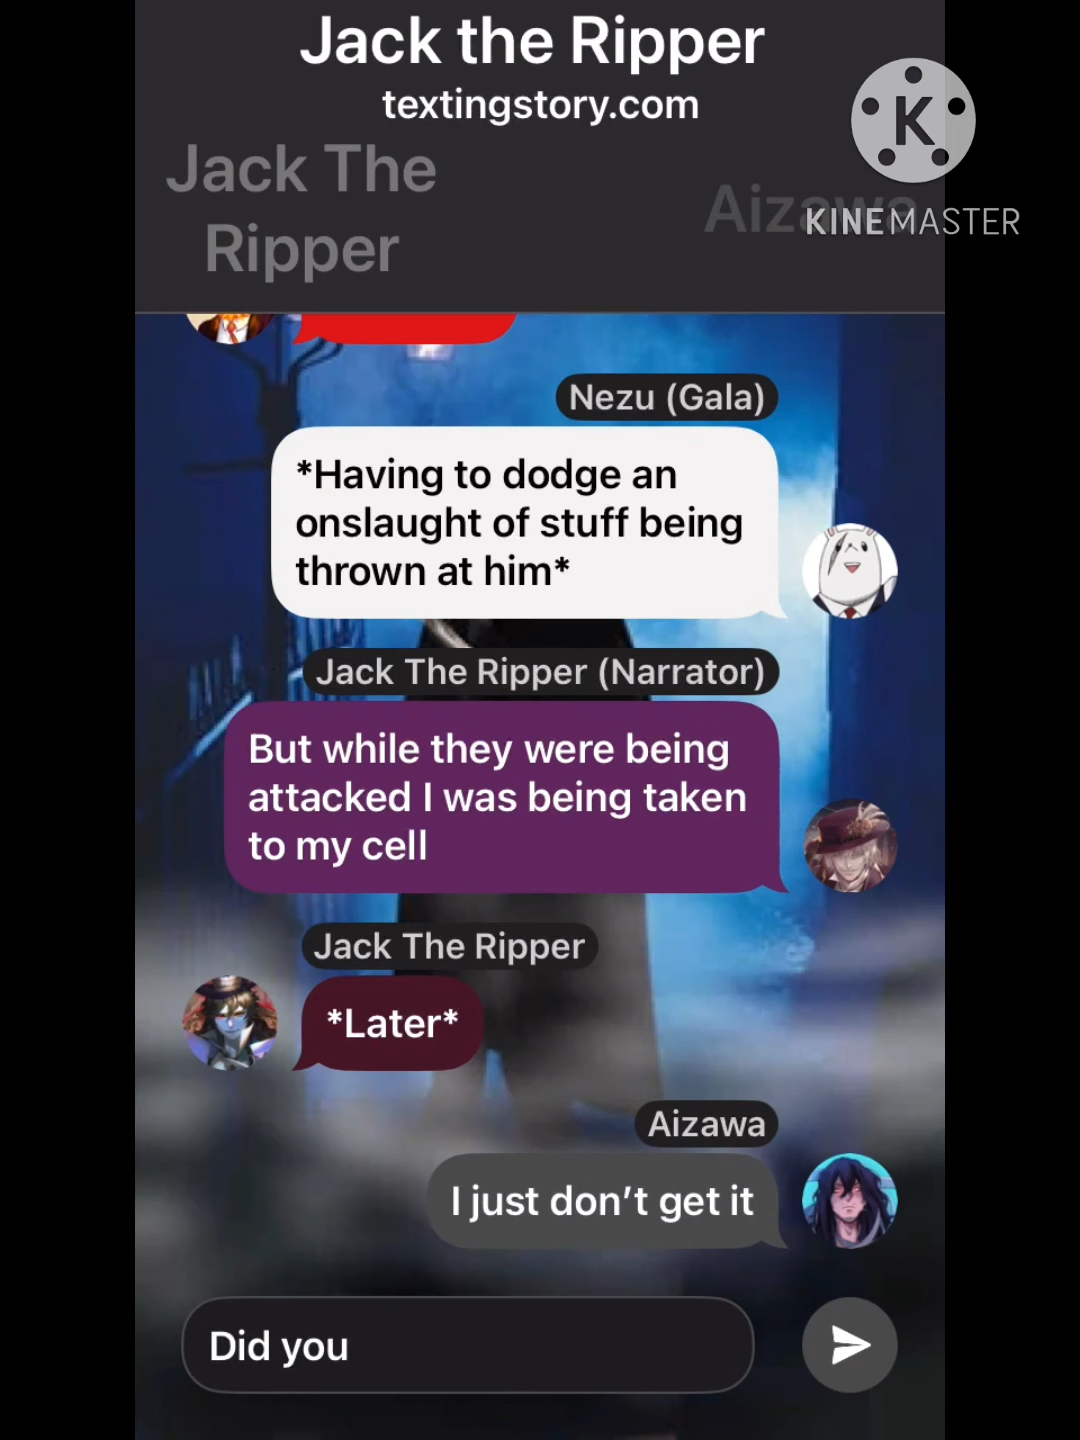 Jack the Ripper
textingstory.com
Jack The
Ripper
Aizawa
K
KINEMASTER
Nezu (Gala)
*Having to dodge an
onslaught of stuff being
thrown at him*
Jack The Ripper (Narrator)
But while they were being
attacked I was being taken
to my cell
Jack The Ripper
*Later*
Aizawa
I just don’t get it
Did you